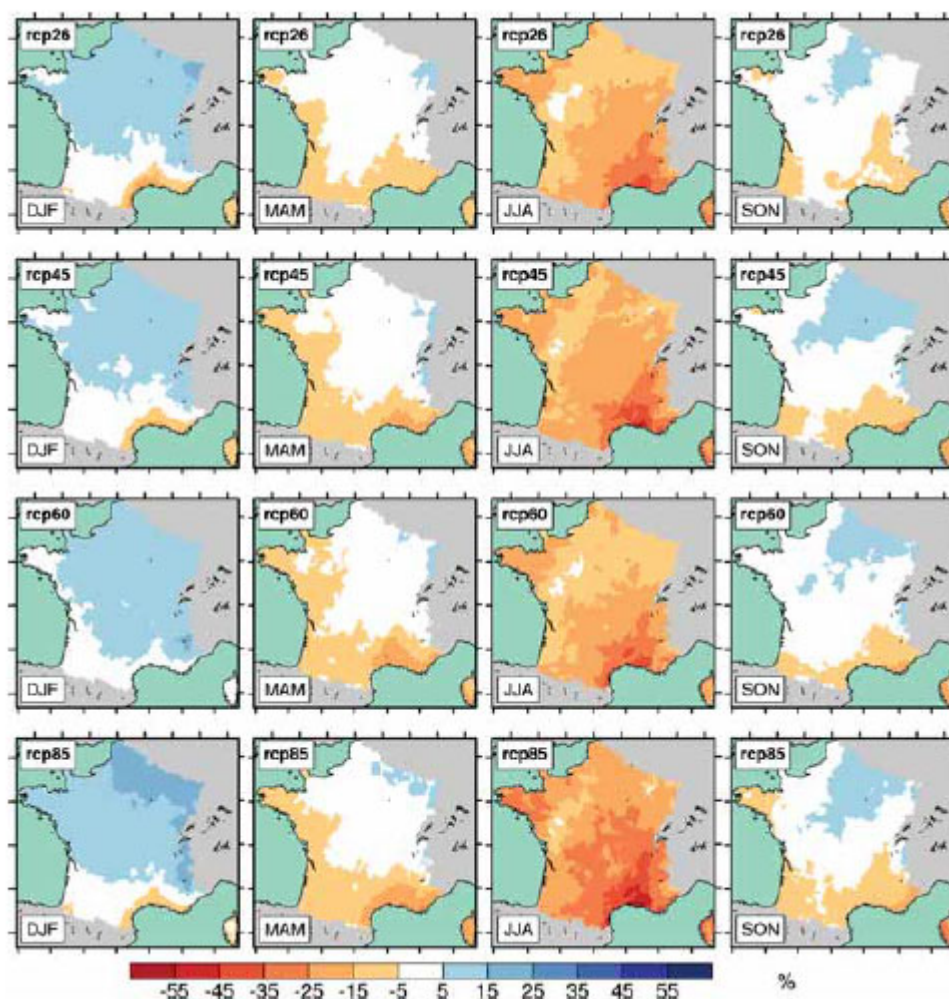 rcp26 rcp26 rcp26 rcp26
DJF MAM JJA SON
rcp45 rcp45 rcp45 rcp45
DJF MAM JJA SON
rcp60 rcp60 rcp60 rcp60
DJF MAM JJA SON
rcp85 rcp85 rcp85 rcp85
DJF MAM JJA SON
-55 -45 -35 -25 -15 -5 5 15 25 35 45 55 %